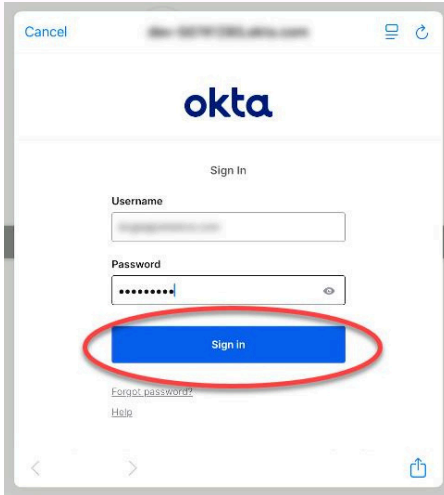 Cancel
okta
Sign In
Username
Password
Sign in
Forgot password?
Help